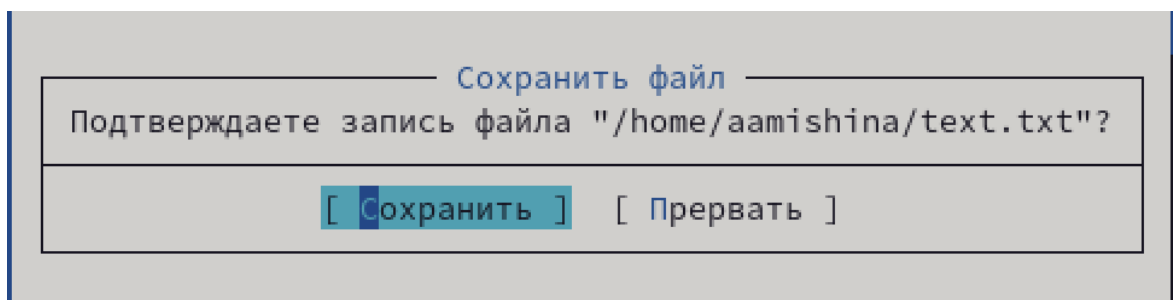 Сохранить файл
Подтверждаете запись файла "/home/aamishina/text.txt"?
[ Сохранить ] [ Прервать ]